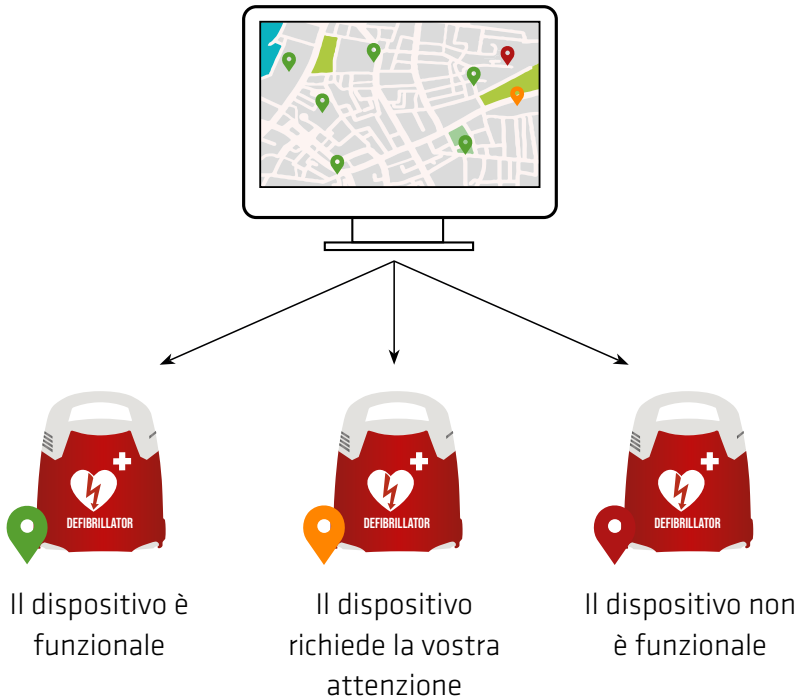 DEFIBRILLATOR
DEFIBRILLATOR
DEFIBRILLATOR
Il dispositivo è
funzionale
Il dispositivo
richiede la vostra
attenzione
Il dispositivo non
è funzionale